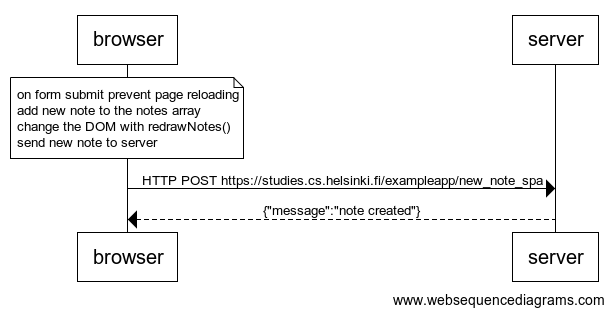 browser
server
on form submit prevent page reloading
add new note to the notes array
change the DOM with redrawNotes()
send new note to server
HTTP POST https://studies.cs.helsinki.fi/exampleapp/new_note_spa
{"message":"note created"}
browser
server
www.websequencediagrams.com